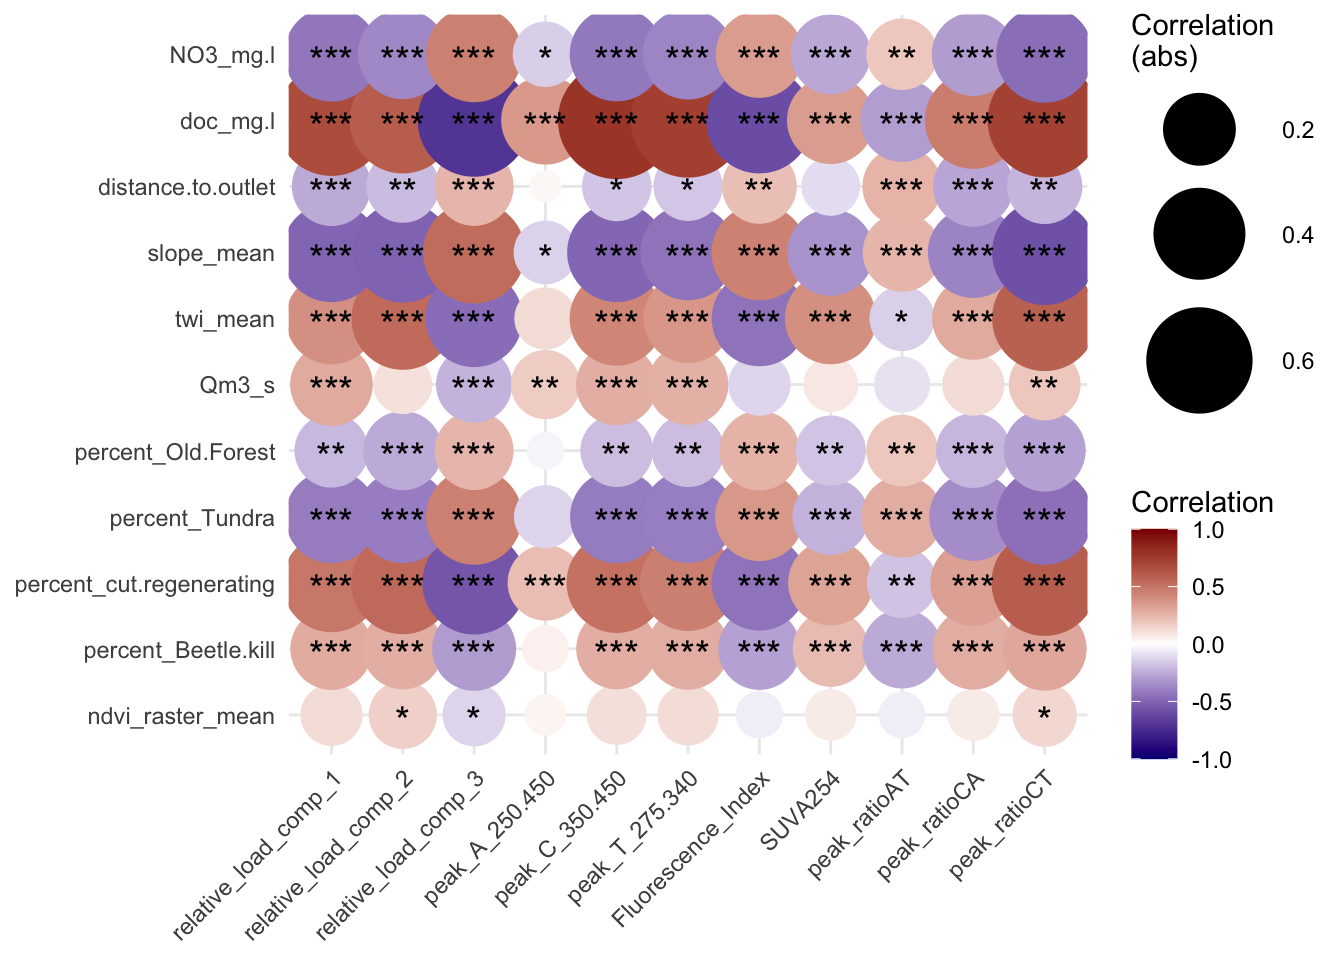 NO3_mg.l *** *** *** * *** *** *** *** ** *** ***
doc_mg.l *** *** *** *** *** *** *** *** *** *** ***
distance.to.outlet *** ** *** * * ** *** *** **
slope_mean *** *** *** * *** *** *** *** *** *** ***
twi_mean *** *** *** *** *** *** *** * *** ***
Qm3_s *** *** ** *** *** **
percent_Old.Forest ** *** *** ** ** *** ** ** *** ***
percent_Tundra *** *** *** *** *** *** *** *** *** ***
percent_cut.regenerating *** *** *** *** *** *** *** *** ** *** ***
percent_Beetle.kill *** *** *** *** *** *** *** *** *** ***
ndvi_raster_mean * * *
relative_load_comp_1
relative_load_comp_2
relative_load_comp_3
peak_A_250.450
peak_C_350.450
peak_T_275.340
Fluorescence_Index
SUVA254
peak_ratioAT
peak_ratioCA
peak_ratioCT
Correlation
(abs)
0.2
0.4
0.6
Correlation
1.0
0.5
0.0
-0.5
-1.0